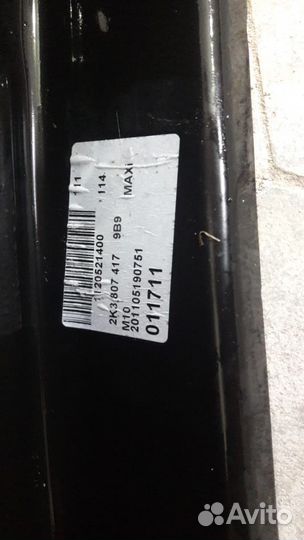 * 11 * 114. MAXi
1120521400
2K3 807 417 9B9
M10
201105190751
011711
Avito